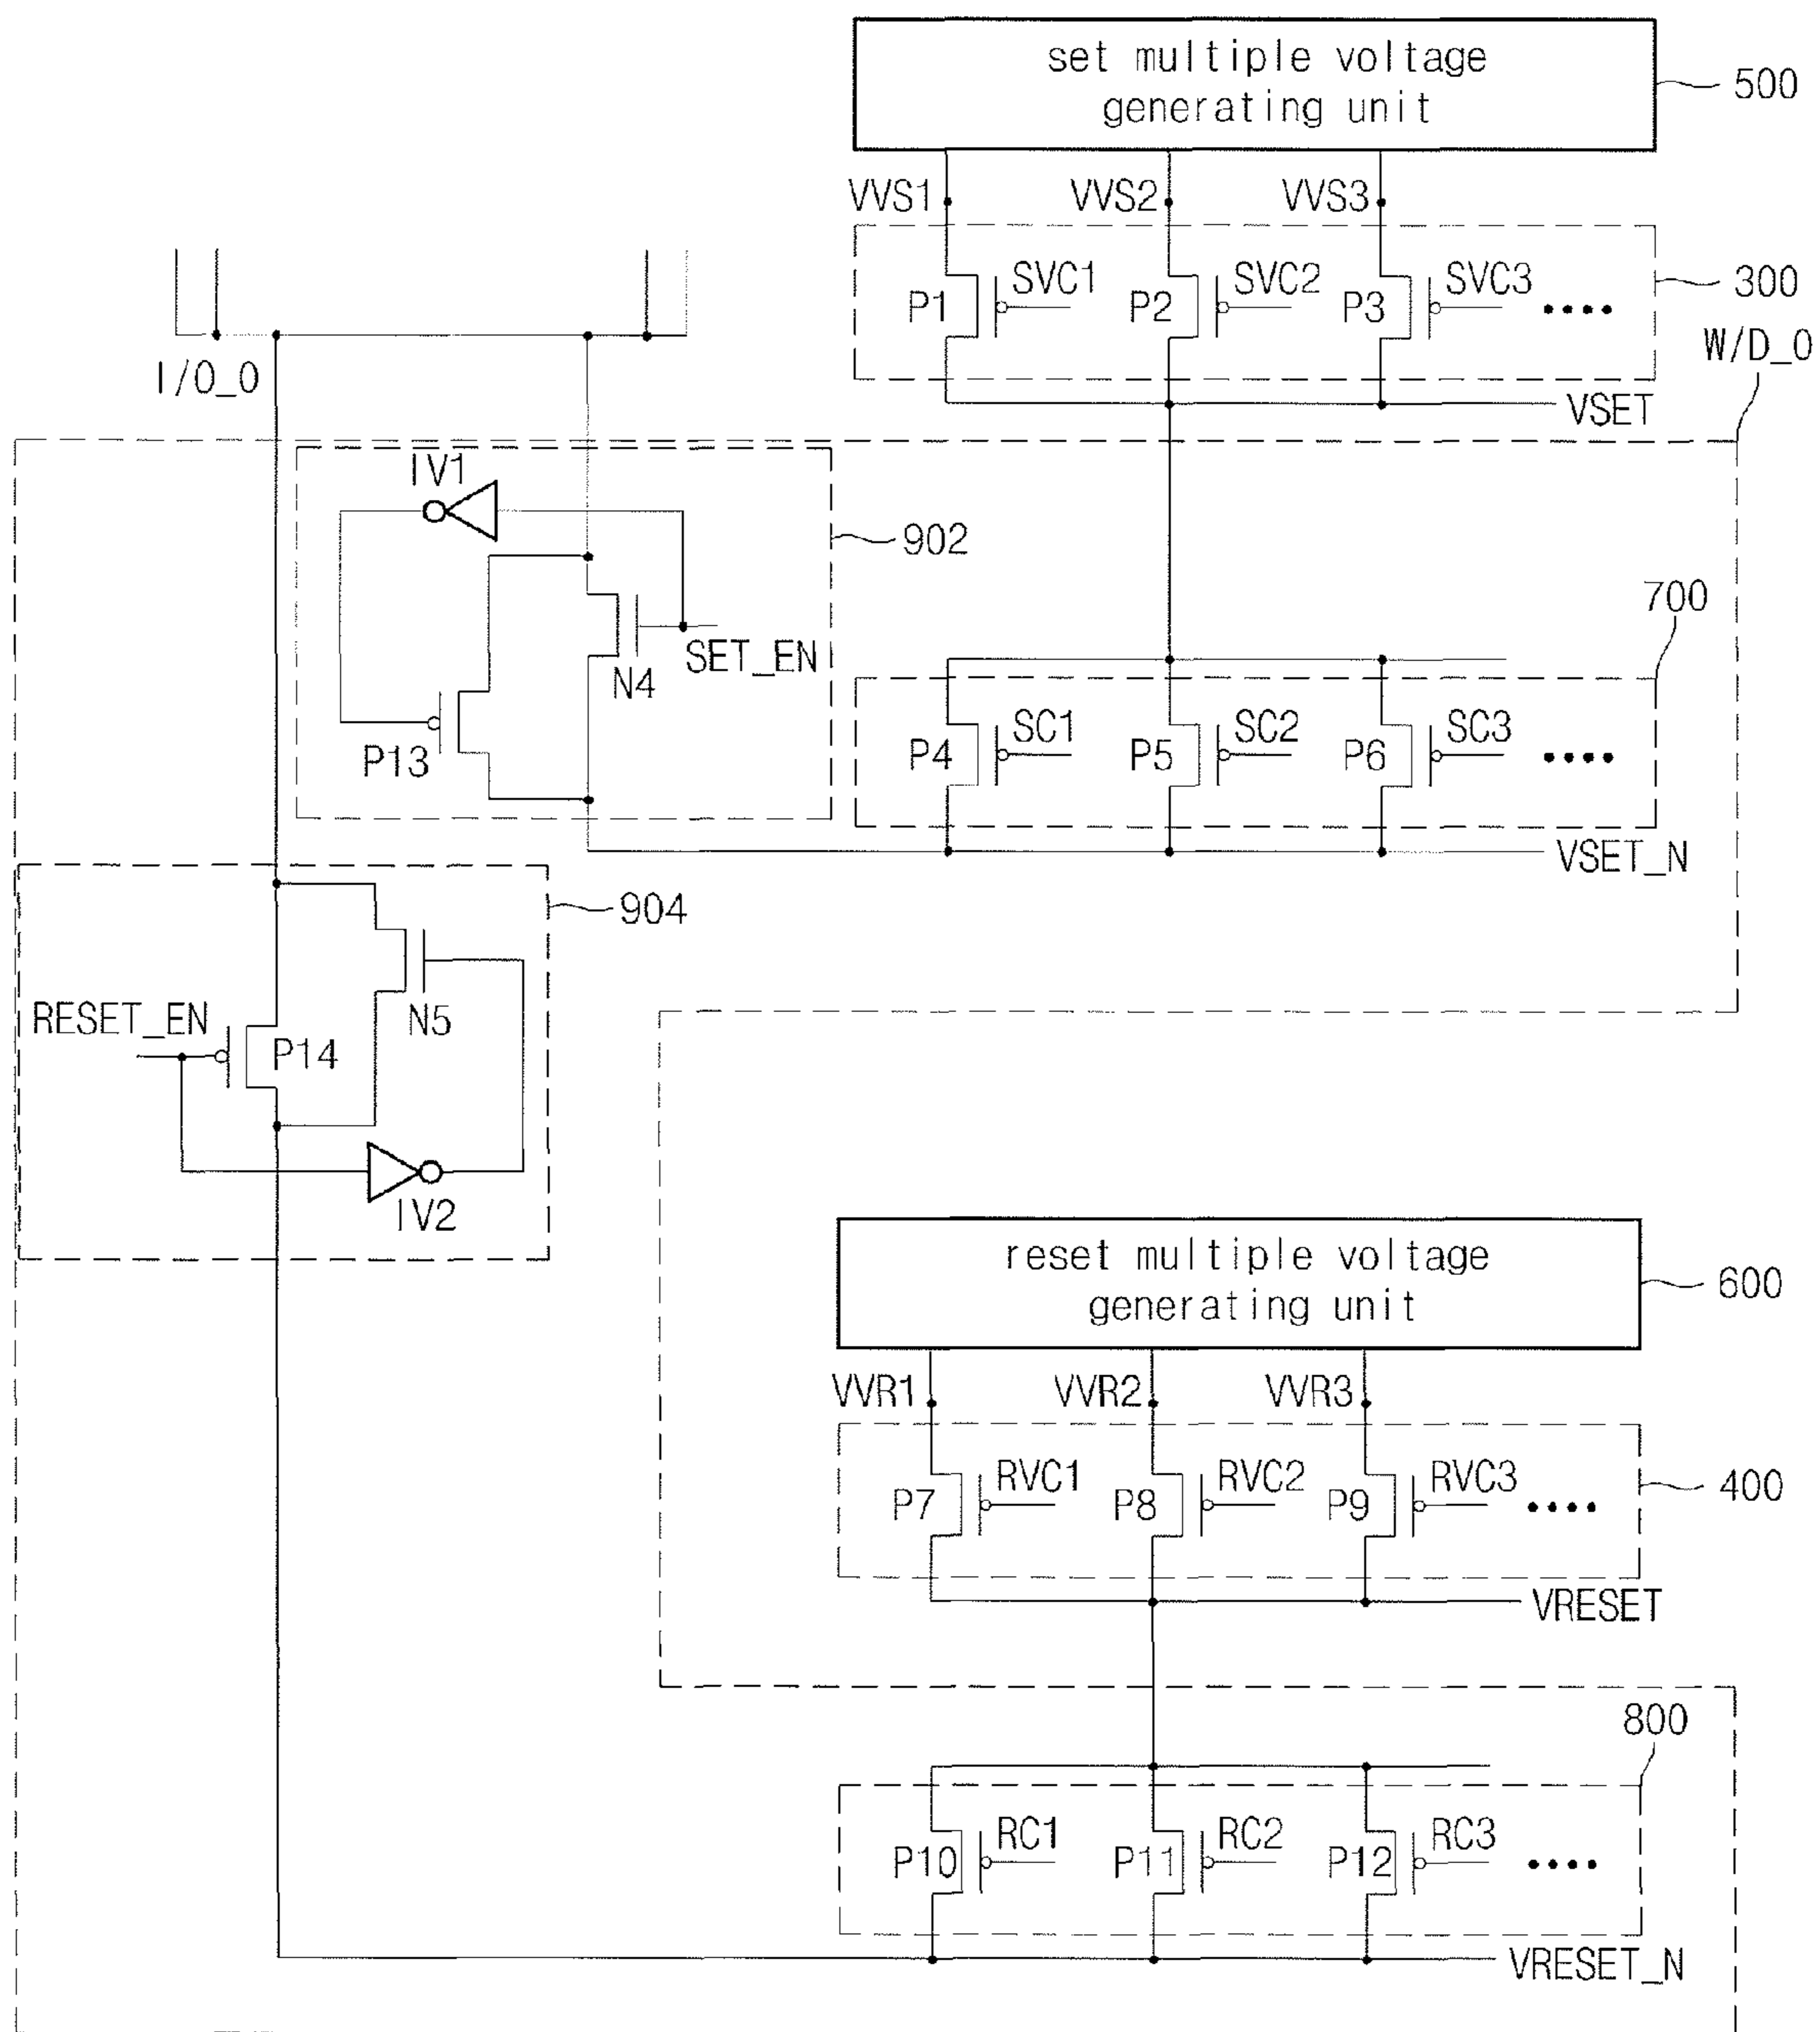 set multiple voltage
generating unit
500
VVS1
VVS2
VVS3
P1
SVC1
P2
SVC2
P3
SVC3
••••
300
W/D_0
VSET
I/O_0
IV1
902
N4
SET_EN
P13
700
P4
SC1
P5
SC2
P6
SC3
••••
VSET_N
904
RESET_EN
P14
N5
IV2
reset multiple voltage
generating unit
600
VVR1
VVR2
VVR3
P7
RVC1
P8
RVC2
P9
RVC3
••••
400
VRESET
800
P10
RC1
P11
RC2
P12
RC3
••••
VRESET_N